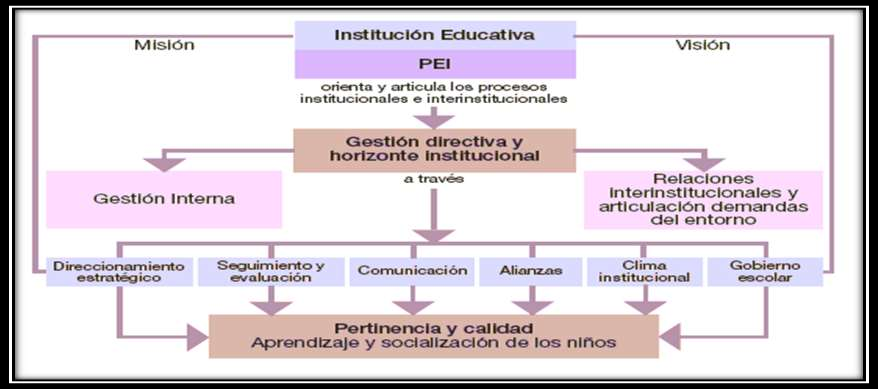 Misión
Institución Educativa
Visión
PEI
orienta y articula los procesos
institucionales e interinstitucionales
Gestión directiva y
horizonte institucional
a través
Gestión Interna
Relaciones
interinstitucionales y
articulación demandas
del entorno
Direccionamiento
estratégico
Seguimiento y
evaluación
Comunicación
Alianzas
Clima
institucional
Gobierno
escolar
Pertinencia y calidad
Aprendizaje y socialización de los niños